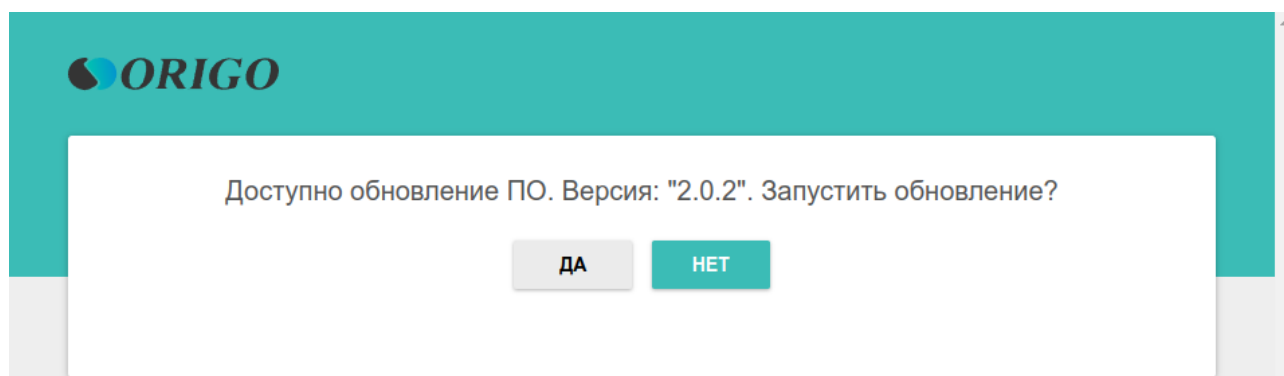 ORIGO
Доступно обновление ПО. Версия: "2.0.2". Запустить обновление?
ДА НЕТ